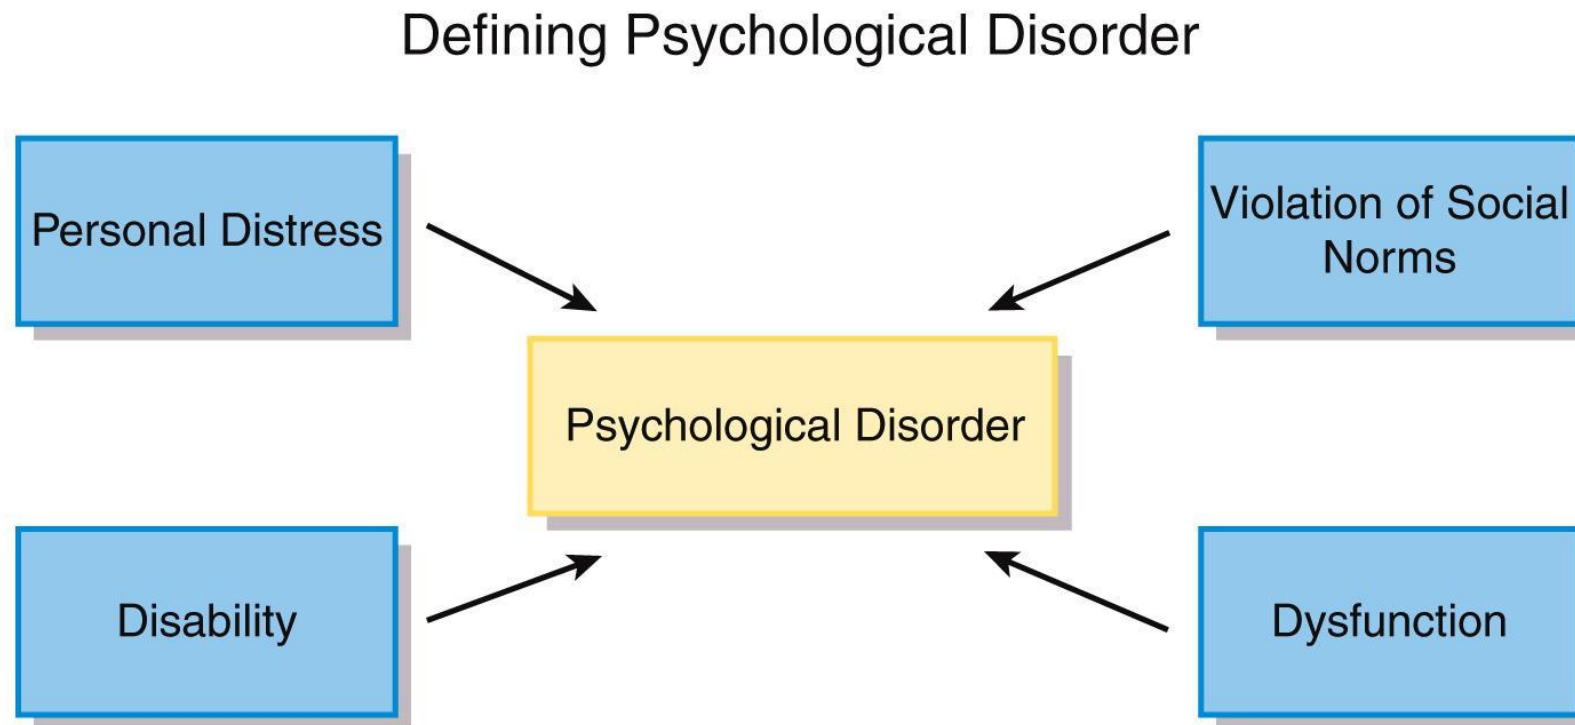 Defining Psychological Disorder
Personal Distress
Violation of Social
Norms
Psychological Disorder
Disability
Dysfunction